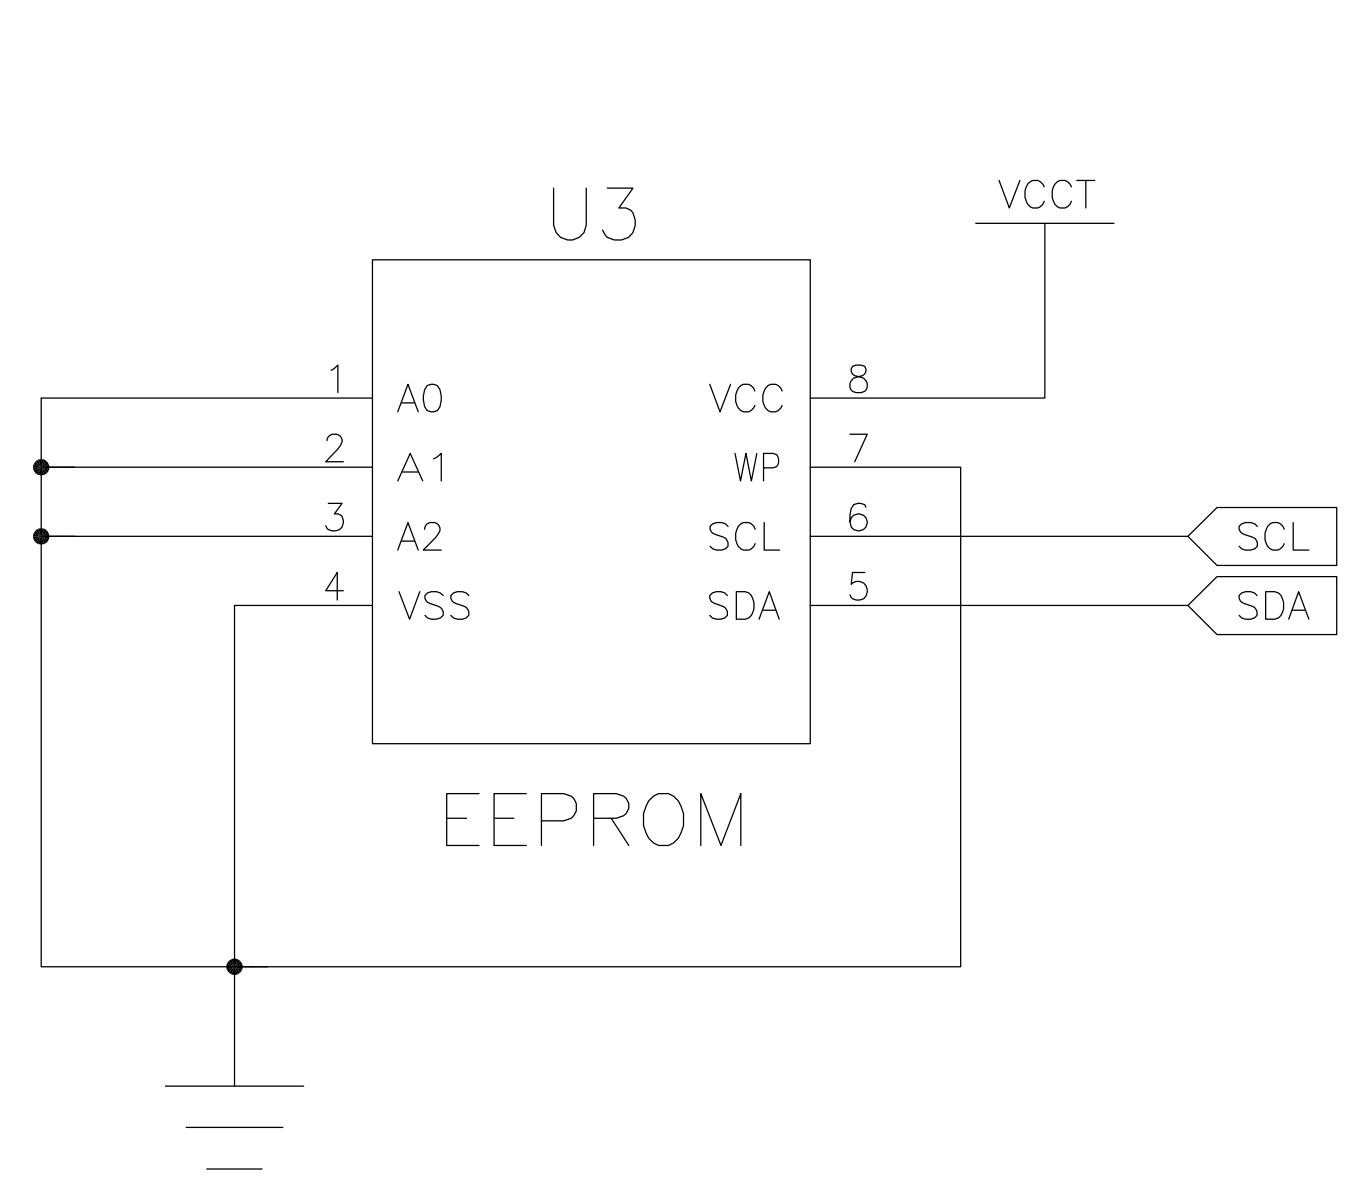 VCCT
U3
1 A0 VCC 8
2 A1 WP 7
3 A2 SCL 6 SCL
4 VSS SDA 5 SDA
EEPROM